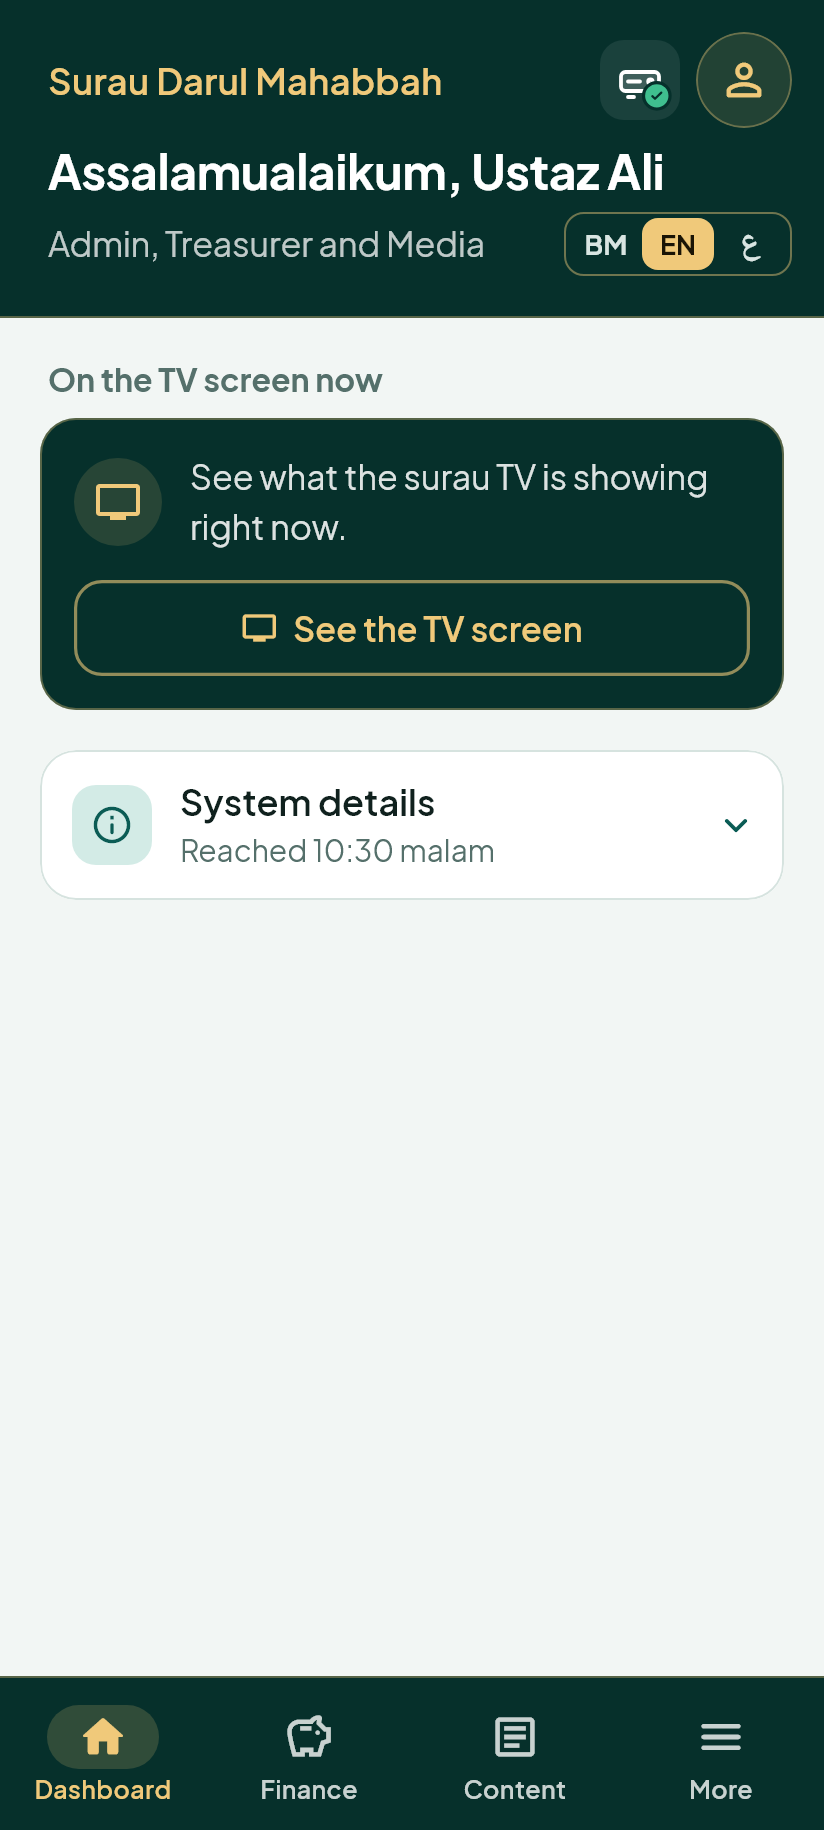 Surau Darul Mahabbah
Assalamualaikum, Ustaz Ali
Admin, Treasurer and Media
BM EN ع
On the TV screen now
See what the surau TV is showing
right now.
See the TV screen
System details
Reached 10:30 malam
Dashboard Finance Content More